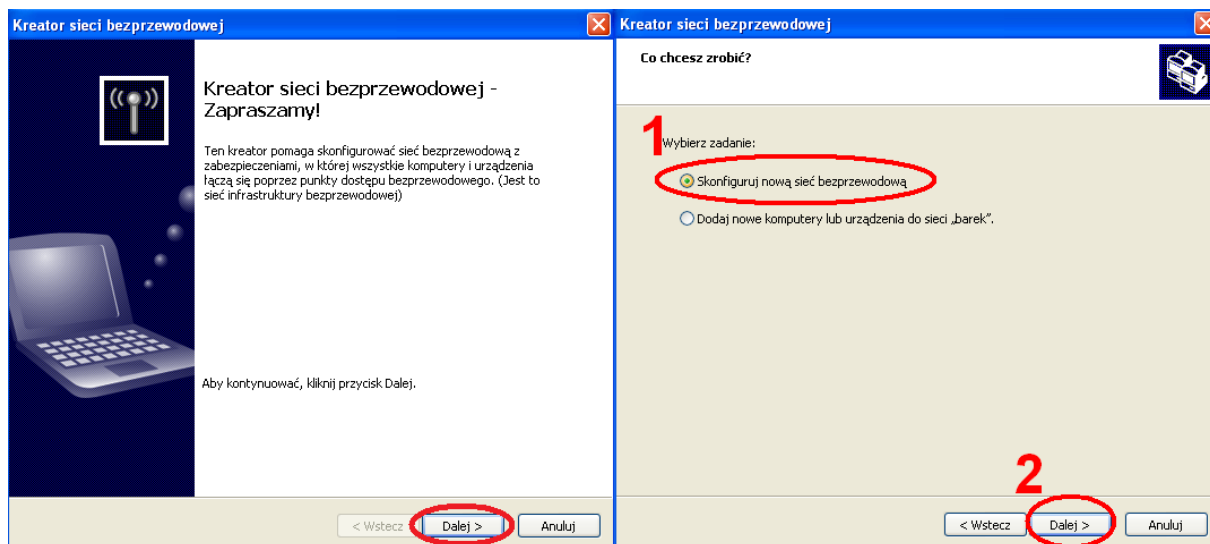 Kreator sieci bezprzewodowej
Kreator sieci bezprzewodowej -
Zapraszamy!
Ten kreator pomaga skonfigurować sieć bezprzewodową z
zabezpieczeniami, w której wszystkie komputery i urządzenia
łączą się poprzez punkty dostępu bezprzewodowego. (Jest to
sieć infrastruktury bezprzewodowej)
Aby kontynuować, kliknij przycisk Dalej.
< Wstecz
Dalej >
Anuluj
Kreator sieci bezprzewodowej
Co chcesz zrobić?
1
Wybierz zadanie:
Skonfiguruj nową sieć bezprzewodową
Dodaj nowe komputery lub urządzenia do sieci „barek”.
2
< Wstecz
Dalej >
Anuluj